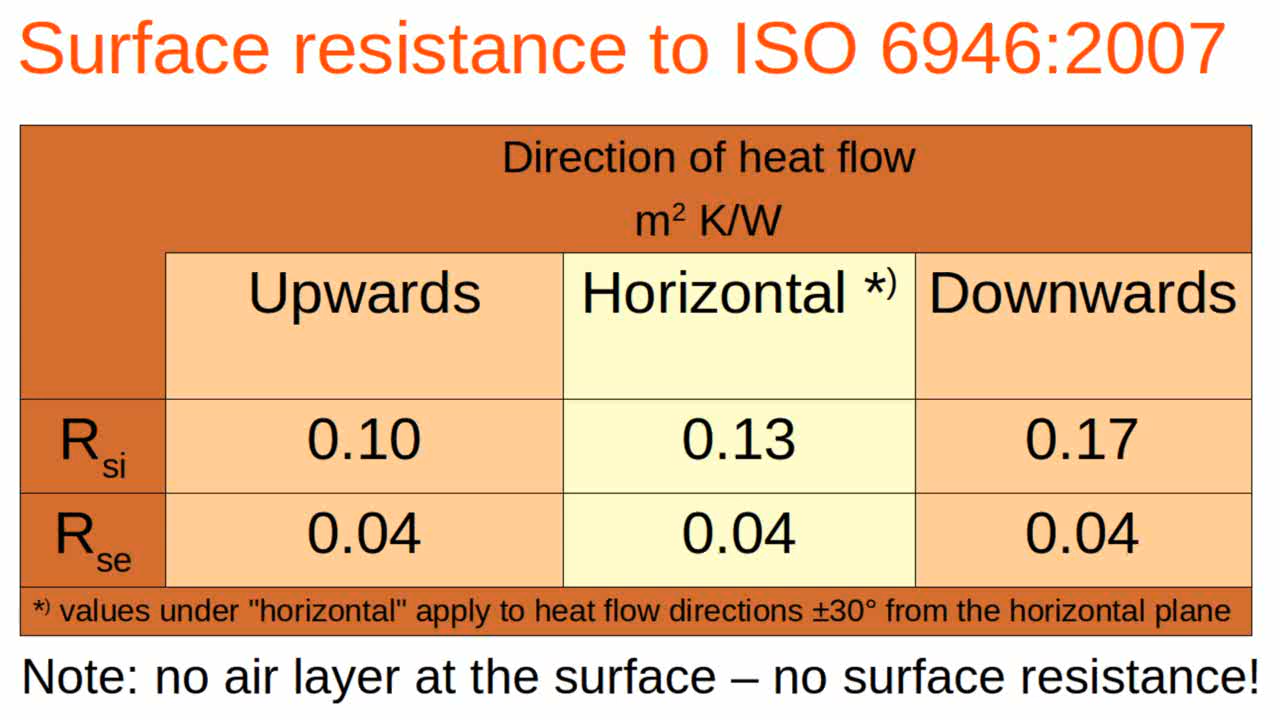 Surface resistance to ISO 6946:2007
Direction of heat flow
m² K/W
Upwards Horizontal *⁾ Downwards
Rsi 0.10 0.13 0.17
Rse 0.04 0.04 0.04
*⁾ values under "horizontal" apply to heat flow directions ±30° from the horizontal plane
Note: no air layer at the surface – no surface resistance!